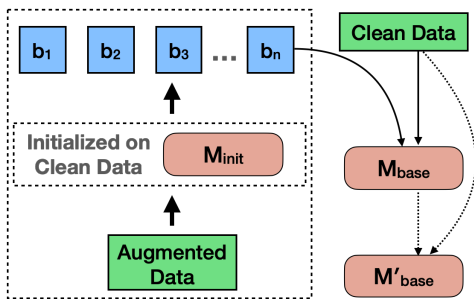 b1 b2 b3 ... bn
Clean Data
Initialized on
Clean Data
Minit
Mbase
Augmented
Data
M'base